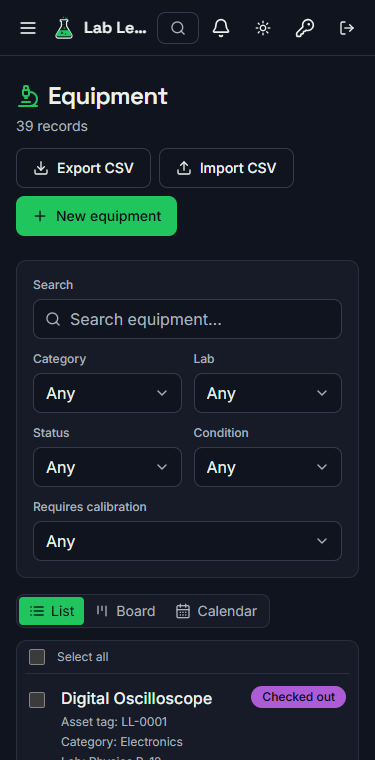 Lab Le...
Equipment
39 records
Export CSV
Import CSV
New equipment
Search
Search equipment...
Category
Lab
Any
Any
Status
Condition
Any
Any
Requires calibration
Any
List
Board
Calendar
Select all
Digital Oscilloscope
Checked out
Asset tag: LL-0001
Category: Electronics